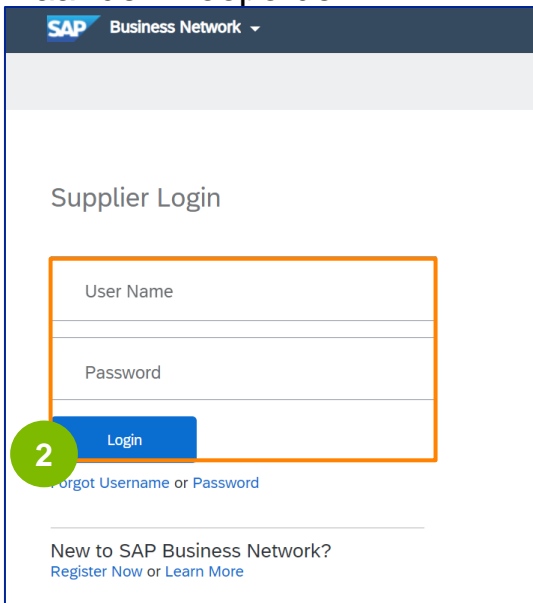 SAP Business Network
Supplier Login
User Name
Password
Login
2
Forgot Username or Password
New to SAP Business Network?
Register Now or Learn More